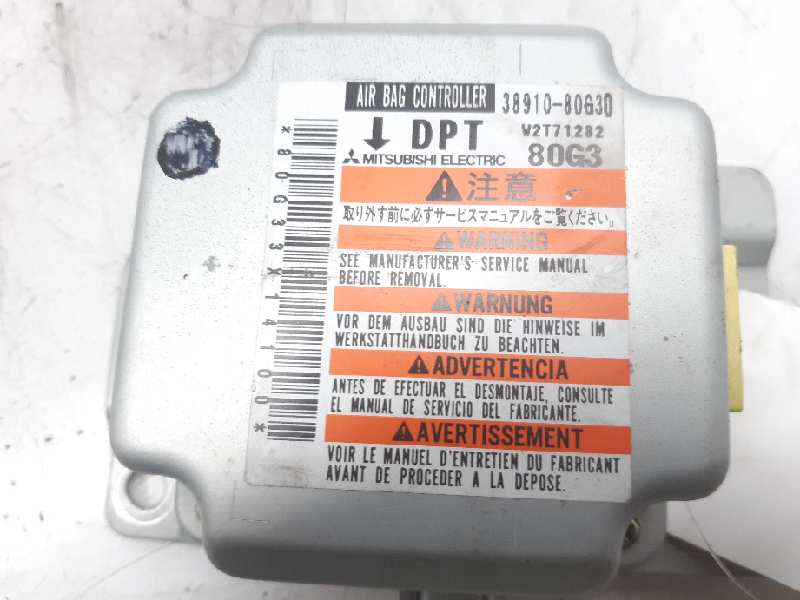 AIR BAG CONTROLLER 38910-80G30
↓ DPT V2T71282
MITSUBISHI ELECTRIC 80G3
注意
取り外す前に必ずサービスマニュアルをご覧ください。
WARNING
SEE MANUFACTURER'S SERVICE MANUAL
BEFORE REMOVAL.
WARNUNG
VOR DEM AUSBAU SIND DIE HINWEISE IM
WERKSTATTHANDBUCH ZU BEACHTEN.
ADVERTENCIA
ANTES DE EFECTUAR EL DESMONTAJE, CONSULTE
EL MANUAL DE SERVICIO DEL FABRICANTE.
AVERTISSEMENT
VOIR LE MANUEL D'ENTRETIEN DU FABRICANT
AVANT DE PROCEDER A LA DEPOSE.